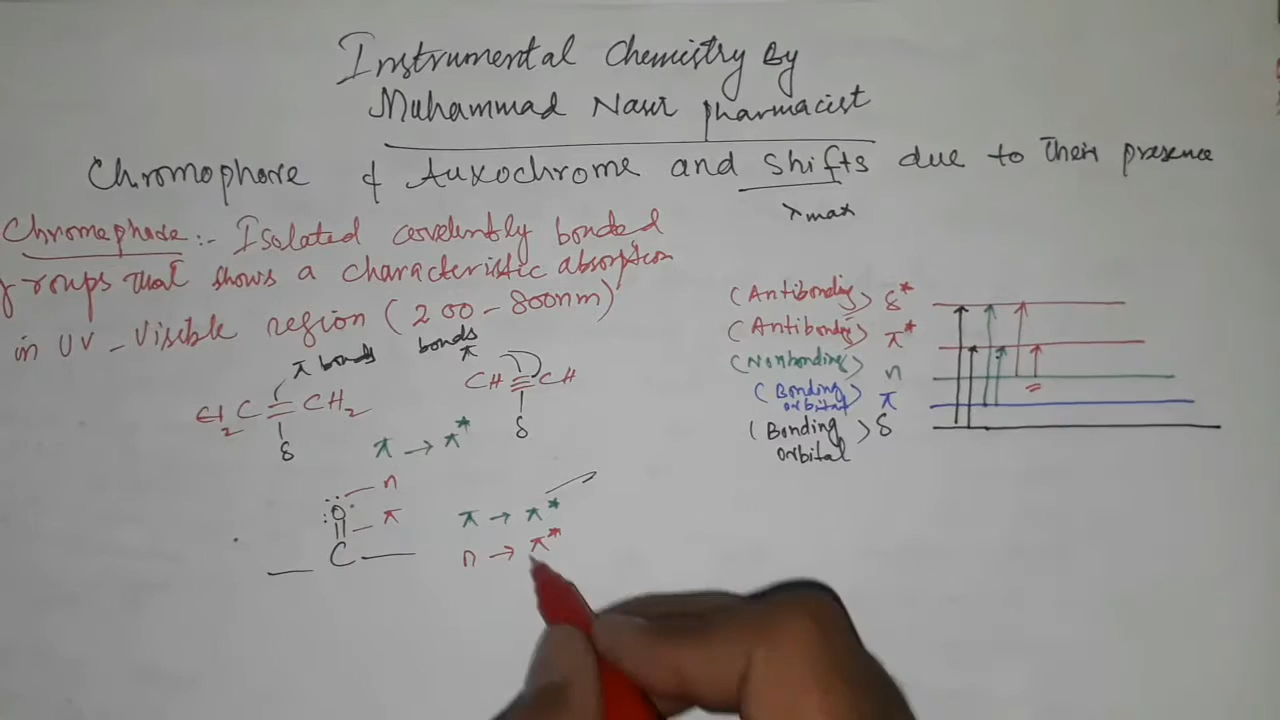 Instrumental Chemistry By
Muhammad Nasir pharmacist
Chromophore & Auxochrome and shifts due to their presence
λmax
Chromophore :- Isolated covalently bonded
groups that shows a characteristic absorption
in UV - Visible region (200 - 800nm)
π bonds
bonds
π
CH2 C = CH2
δ
CH ≡ CH
δ
π → π*
n
:O:
π
C
π → π*
n → π*
(Antibonding) δ*
(Antibonding) π*
(Nonbonding) n
(Bonding orbital) π
(Bonding orbital) δ